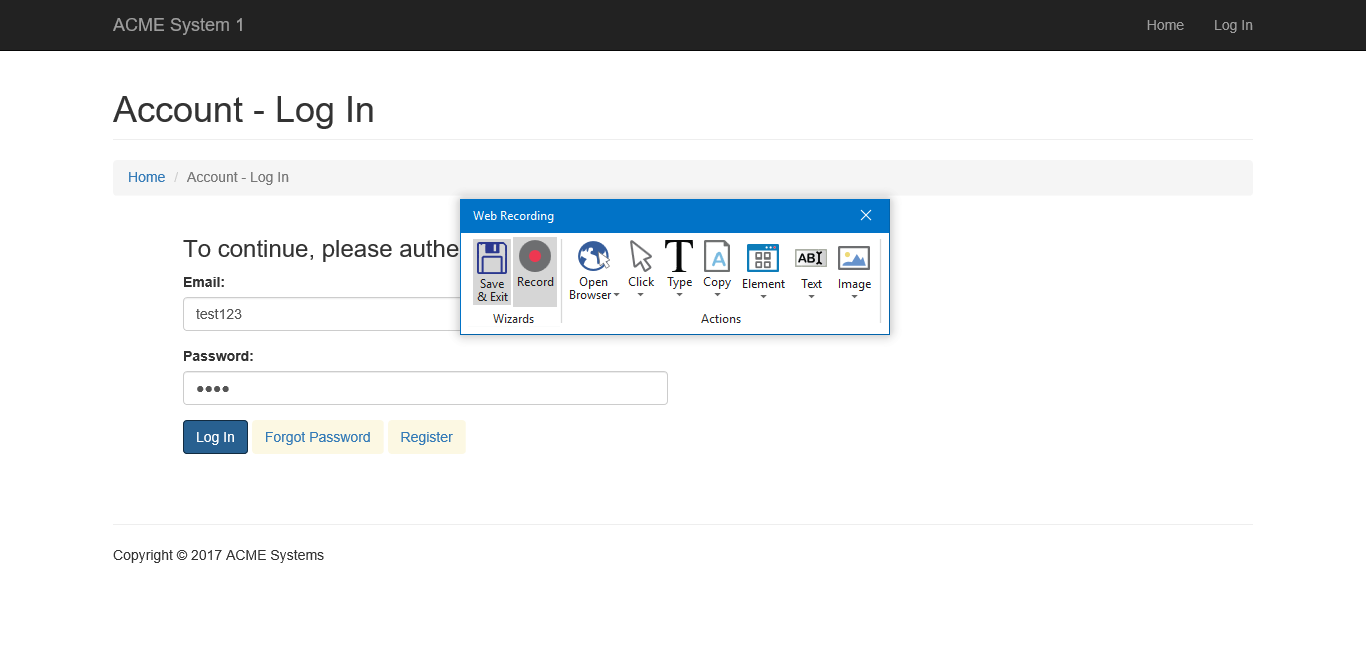 ACME System 1 Home Log In
Account - Log In
Home / Account - Log In
Web Recording
Save & Exit
Record
Open Browser
Click
Type
Copy
Element
Text
Image
Wizards
Actions
To continue, please authe
Email:
test123
Password:
Log In Forgot Password Register
Copyright © 2017 ACME Systems